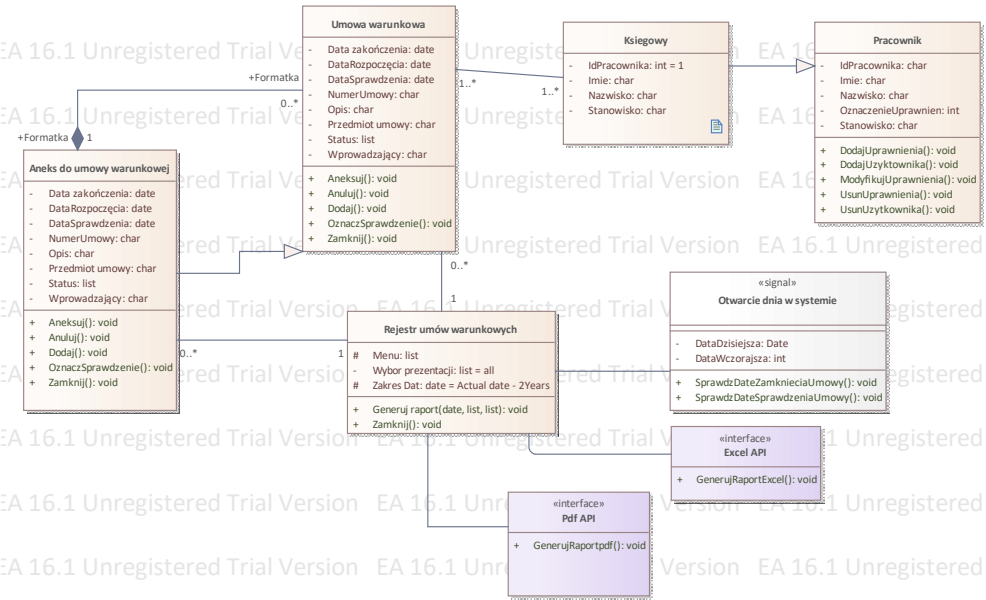 Umowa warunkowa
- Data zakończenia: date
- DataRozpoczęcia: date
- DataSprawdzenia: date
- NumerUmowy: char
- Opis: char
- Przedmiot umowy: char
- Status: list
- Wprowadzający: char
+ Aneksuj(): void
+ Anuluj(): void
+ Dodaj(): void
+ OznaczSprawdzenie(): void
+ Zamknij(): void
Ksiegowy
- IdPracownika: int = 1
- Imie: char
- Nazwisko: char
- Stanowisko: char
Pracownik
- IDPracownika: char
- Imie: char
- Nazwisko: char
- OznaczenieUprawnien: int
- Stanowisko: char
+ DodajUprawnienia(): void
+ DodajUzyktownika(): void
+ ModyfikujUprawnienia(): void
+ UsunUprawnienia(): void
+ UsunUzytkownika(): void
+Formatka
0..*
1..*
1..*
+Formatka
1
Aneks do umowy warunkowej
- Data zakończenia: date
- DataRozpoczęcia: date
- DataSprawdzenia: date
- NumerUmowy: char
- Opis: char
- Przedmiot umowy: char
- Status: list
- Wprowadzający: char
+ Aneksuj(): void
+ Anuluj(): void
+ Dodaj(): void
+ OznaczSprawdzenie(): void
+ Zamknij(): void
0..*
1
0..*
1
Rejestr umów warunkowych
# Menu: list
- Wybor prezentacji: list = all
# Zakres Dat: date = Actual date - 2Years
+ Generuj raport(date, list, list): void
+ Zamknij(): void
«signal»
Otwarcie dnia w systemie
- DataDzisiejsza: Date
- DataWczorajsza: int
+ SprawdzDateZamknieciaUmowy(): void
+ SprawdzDateSprawdzeniaUmowy(): void
«interface»
Excel API
+ GenerujRaportExcel(): void
«interface»
Pdf API
+ GenerujRaportpdf(): void
EA 16.1 Unregistered Trial Version EA 16.1 Unregistered